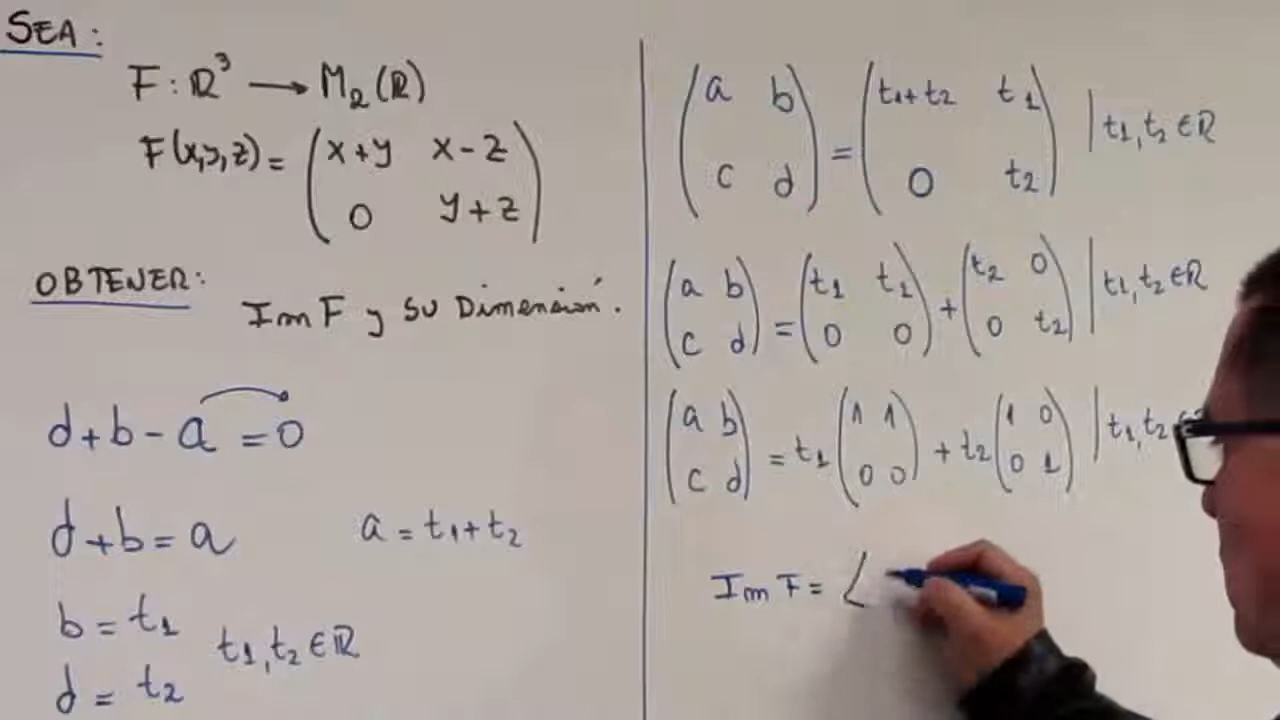 SEA:
F: ℝ³ ⟶ M₂(ℝ)
F(x,y,z) = ( x+y x-z
0 y+z )
OBTENER:
Im F y su Dimensión.
d+b-a=0
d+b=a a = t₁+t₂
b = t₁
t₁,t₂ ∈ ℝ
d = t₂
( a b ) = ( t₁+t₂ t₁ ) | t₁,t₂ ∈ ℝ
( c d ) ( 0 t₂ )
( a b ) = ( t₁ t₁ ) + ( t₂ 0 ) | t₁,t₂ ∈ ℝ
( c d ) ( 0 0 ) ( 0 t₂ )
( a b ) = t₁ ( 1 1 ) + t₂ ( 1 0 ) | t₁,t₂ ∈
( c d ) ( 0 0 ) ( 0 1 )
Im F = ⟨